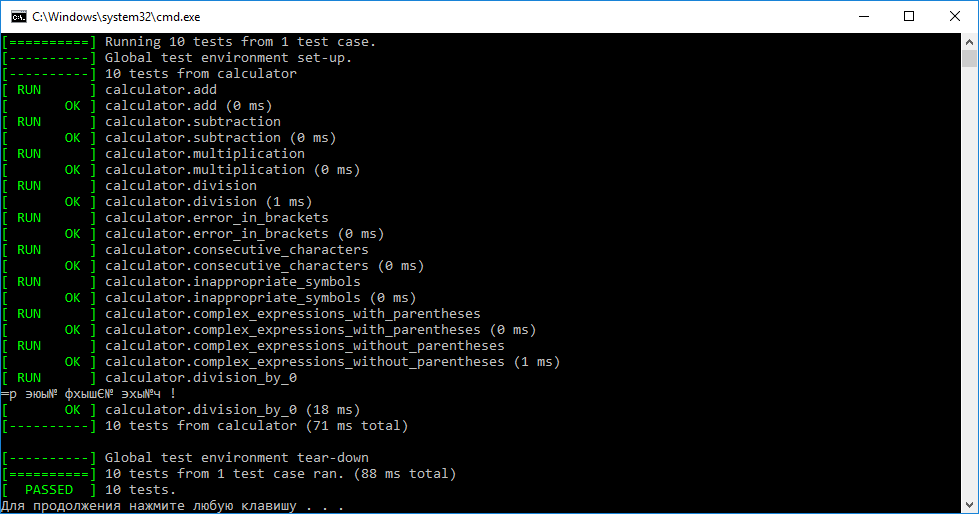 C:\Windows\system32\cmd.exe
[==========] Running 10 tests from 1 test case.
[----------] Global test environment set-up.
[----------] 10 tests from calculator
[ RUN      ] calculator.add
[       OK ] calculator.add (0 ms)
[ RUN      ] calculator.subtraction
[       OK ] calculator.subtraction (0 ms)
[ RUN      ] calculator.multiplication
[       OK ] calculator.multiplication (0 ms)
[ RUN      ] calculator.division
[       OK ] calculator.division (1 ms)
[ RUN      ] calculator.error_in_brackets
[       OK ] calculator.error_in_brackets (0 ms)
[ RUN      ] calculator.consecutive_characters
[       OK ] calculator.consecutive_characters (0 ms)
[ RUN      ] calculator.inappropriate_symbols
[       OK ] calculator.inappropriate_symbols (0 ms)
[ RUN      ] calculator.complex_expressions_with_parentheses
[       OK ] calculator.complex_expressions_with_parentheses (0 ms)
[ RUN      ] calculator.complex_expressions_without_parentheses
[       OK ] calculator.complex_expressions_without_parentheses (1 ms)
[ RUN      ] calculator.division_by_0
═р эюы№ фхышЄ№ эхы№ч !
[       OK ] calculator.division_by_0 (18 ms)
[----------] 10 tests from calculator (71 ms total)
[----------] Global test environment tear-down
[==========] 10 tests from 1 test case ran. (88 ms total)
[  PASSED  ] 10 tests.
Для продолжения нажмите любую клавишу . . .